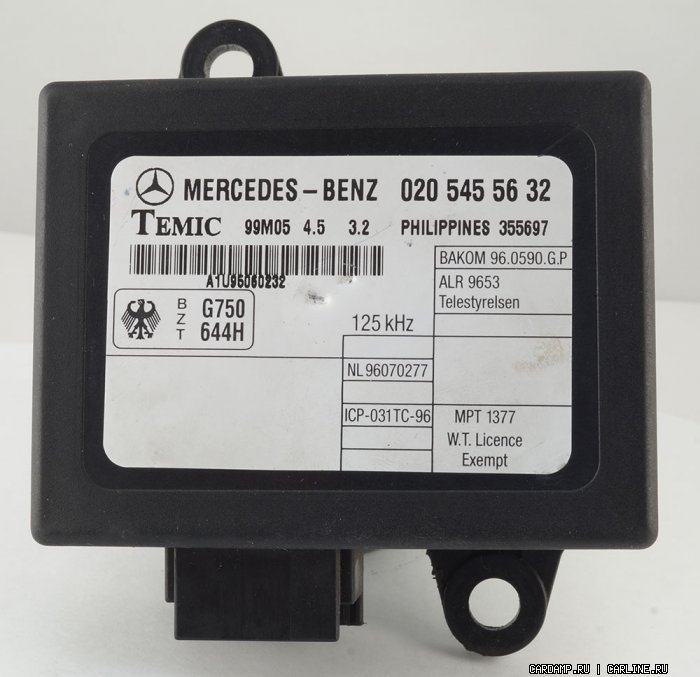 MERCEDES-BENZ 020 545 56 32
TEMIC 99M05 4.5 3.2 PHILIPPINES 355697
A1U95060232
BAKOM 96.0590.G.P
ALR 9653
Telestyrelsen
BZT
G750
644H
125 kHz
NL 96070277
ICP-031TC-96
MPT 1377
W.T. Licence
Exempt
CARDAMP.RU | CARLINE.RU